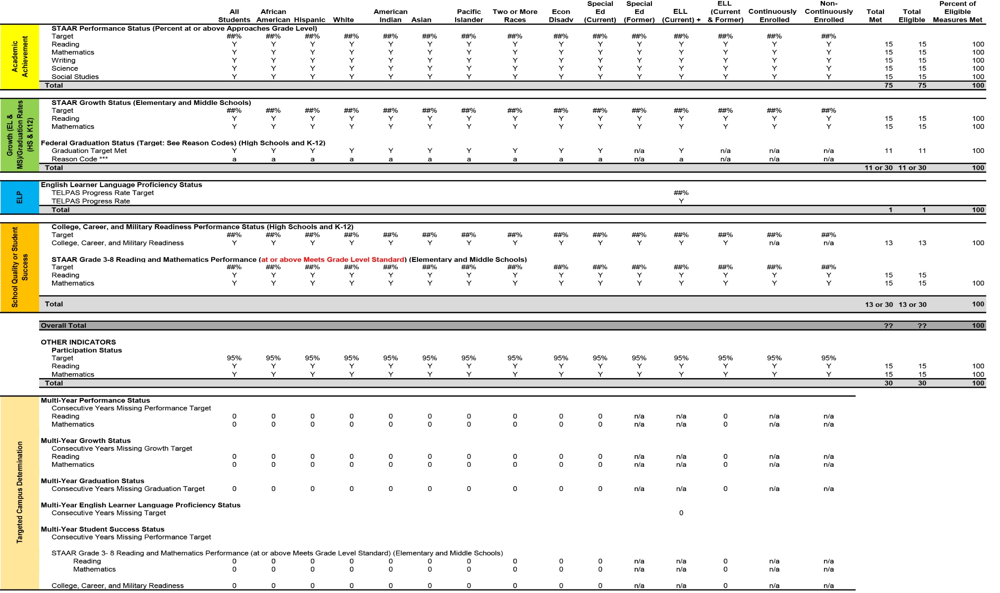 All Students African American Hispanic White American Indian Asian Pacific Islander Two or More Races Econ Disadv Special Ed (Current) Special Ed (Former) ELL (Current) + ELL (Current & Former) Continuously Enrolled Non-Continuously Enrolled Total Met Total Eligible Percent of Eligible Measures Met
Academic Achievement
STAAR Performance Status (Percent at or above Approaches Grade Level)
Target ##% ##% ##% ##% ##% ##% ##% ##% ##% ##% ##% ##% ##% ##% ##%
Reading Y Y Y Y Y Y Y Y Y Y Y Y Y Y Y 15 15 100
Mathematics Y Y Y Y Y Y Y Y Y Y Y Y Y Y Y 15 15 100
Writing Y Y Y Y Y Y Y Y Y Y Y Y Y Y Y 15 15 100
Science Y Y Y Y Y Y Y Y Y Y Y Y Y Y Y 15 15 100
Social Studies Y Y Y Y Y Y Y Y Y Y Y Y Y Y Y 15 15 100
Total 75 75 100
Growth (EL & MS)/Graduation Rates (HS & K12)
STAAR Growth Status (Elementary and Middle Schools)
Target ##% ##% ##% ##% ##% ##% ##% ##% ##% ##% ##% ##% ##% ##% ##%
Reading Y Y Y Y Y Y Y Y Y Y Y Y Y Y Y 15 15 100
Mathematics Y Y Y Y Y Y Y Y Y Y Y Y Y Y Y 15 15 100
Federal Graduation Status (Target: See Reason Codes) (High Schools and K-12)
Graduation Target Met Y Y Y Y Y Y Y Y Y Y n/a Y n/a n/a n/a 11 11 100
Reason Code *** a a a a a a a a a a n/a a n/a n/a n/a
Total 11 or 30 11 or 30 100
ELP
English Learner Language Proficiency Status
TELPAS Progress Rate Target ##%
TELPAS Progress Rate Y
Total 1 1 100
School Quality or Student Success
College, Career, and Military Readiness Performance Status (High Schools and K-12)
Target ##% ##% ##% ##% ##% ##% ##% ##% ##% ##% ##% ##% ##% ##% ##%
College, Career, and Military Readiness Y Y Y Y Y Y Y Y Y Y Y Y Y n/a n/a 13 13 100
STAAR Grade 3-8 Reading and Mathematics Performance (at or above Meets Grade Level Standard) (Elementary and Middle Schools)
Target ##% ##% ##% ##% ##% ##% ##% ##% ##% ##% ##% ##% ##% ##% ##%
Reading Y Y Y Y Y Y Y Y Y Y Y Y Y Y Y 15 15
Mathematics Y Y Y Y Y Y Y Y Y Y Y Y Y Y Y 15 15 100
Total 13 or 30 13 or 30 100
Overall Total ?? ?? 100
OTHER INDICATORS
Participation Status
Target 95% 95% 95% 95% 95% 95% 95% 95% 95% 95% 95% 95% 95% 95% 95%
Reading Y Y Y Y Y Y Y Y Y Y Y Y Y Y Y 15 15 100
Mathematics Y Y Y Y Y Y Y Y Y Y Y Y Y Y Y 15 15 100
Total 30 30 100
Targeted Campus Determination
Multi-Year Performance Status
Consecutive Years Missing Performance Target
Reading 0 0 0 0 0 0 0 0 0 0 n/a n/a 0 n/a n/a
Mathematics 0 0 0 0 0 0 0 0 0 0 n/a n/a 0 n/a n/a
Multi-Year Growth Status
Consecutive Years Missing Growth Target
Reading 0 0 0 0 0 0 0 0 0 0 n/a n/a 0 n/a n/a
Mathematics 0 0 0 0 0 0 0 0 0 0 n/a n/a 0 n/a n/a
Multi-Year Graduation Status
Consecutive Years Missing Graduation Target 0 0 0 0 0 0 0 0 0 0 n/a n/a 0 n/a n/a
Multi-Year English Learner Language Proficiency Status
Consecutive Years Missing Target 0
Multi-Year Student Success Status
Consecutive Years Missing Performance Target
STAAR Grade 3- 8 Reading and Mathematics Performance (at or above Meets Grade Level Standard) (Elementary and Middle Schools)
Reading 0 0 0 0 0 0 0 0 0 0 n/a n/a 0 n/a n/a
Mathematics 0 0 0 0 0 0 0 0 0 0 n/a n/a 0 n/a n/a
College, Career, and Military Readiness 0 0 0 0 0 0 0 0 0 0 n/a n/a 0 n/a n/a